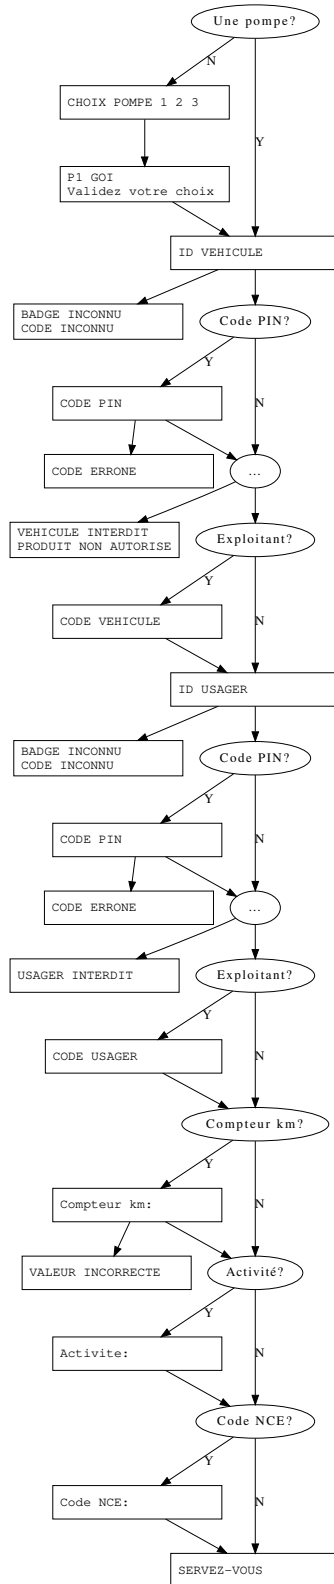 Une pompe?
N
CHOIX POMPE 1 2 3
Y
P1 GOI
Validez votre choix
ID VEHICULE
BADGE INCONNU
CODE INCONNU
Code PIN?
Y
CODE PIN
N
CODE ERRONE
...
VEHICULE INTERDIT
PRODUIT NON AUTORISE
Exploitant?
Y
CODE VEHICULE
N
ID USAGER
BADGE INCONNU
CODE INCONNU
Code PIN?
Y
CODE PIN
N
CODE ERRONE
...
USAGER INTERDIT
Exploitant?
Y
CODE USAGER
N
Compteur km?
Y
Compteur km:
N
VALEUR INCORRECTE
Activité?
Y
Activite:
N
Code NCE?
Y
Code NCE:
N
SERVEZ-VOUS